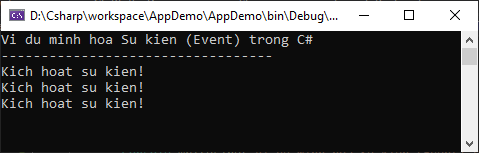 D:\Csharp\workspace\AppDemo\AppDemo\bin\Debug\...
Vi du minh hoa Su kien (Event) trong C#
----------------------------------
Kich hoat su kien!
Kich hoat su kien!
Kich hoat su kien!